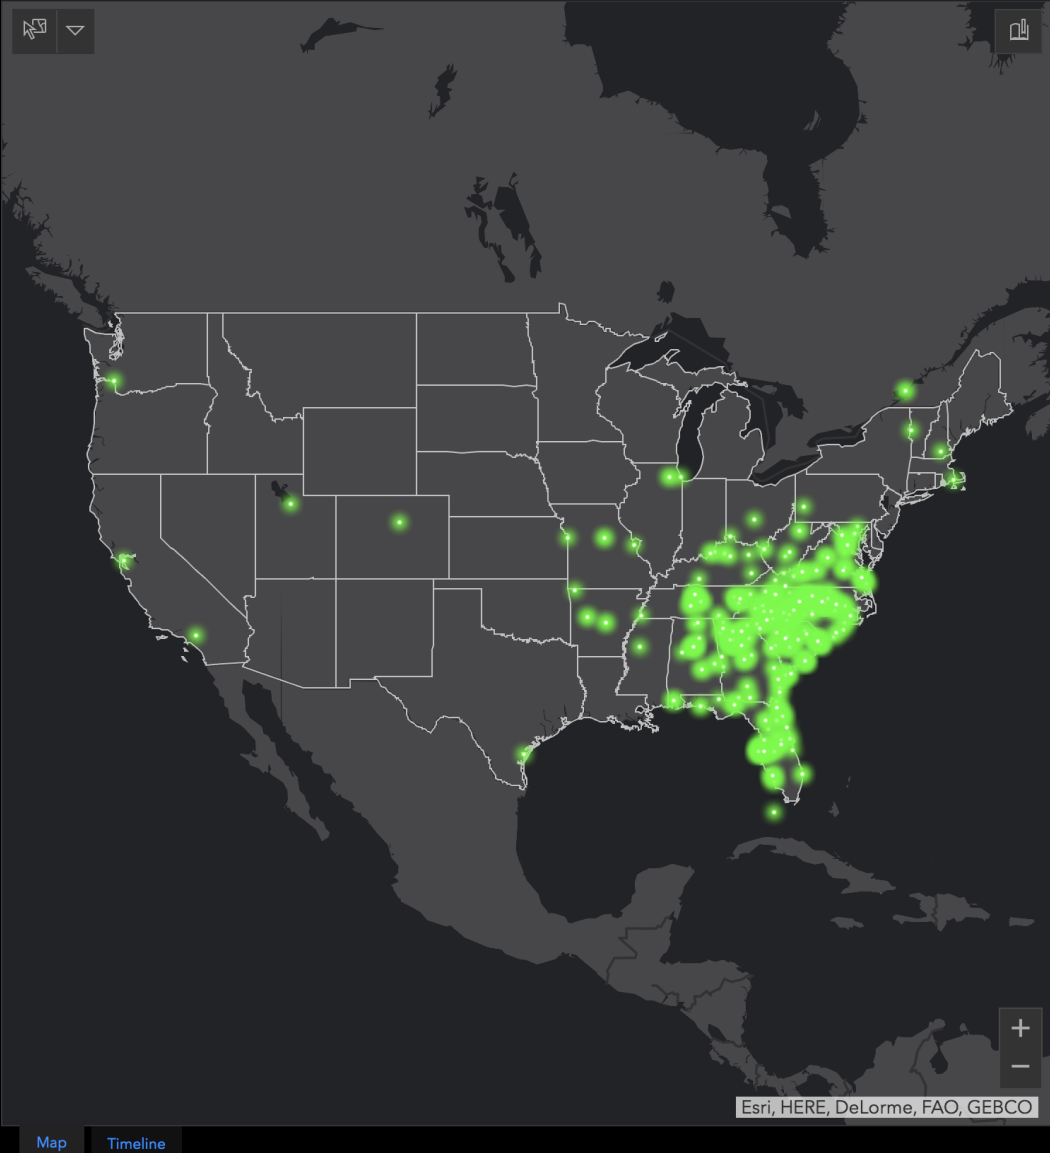 +
−
Esri, HERE, DeLorme, FAO, GEBCO
Map
Timeline